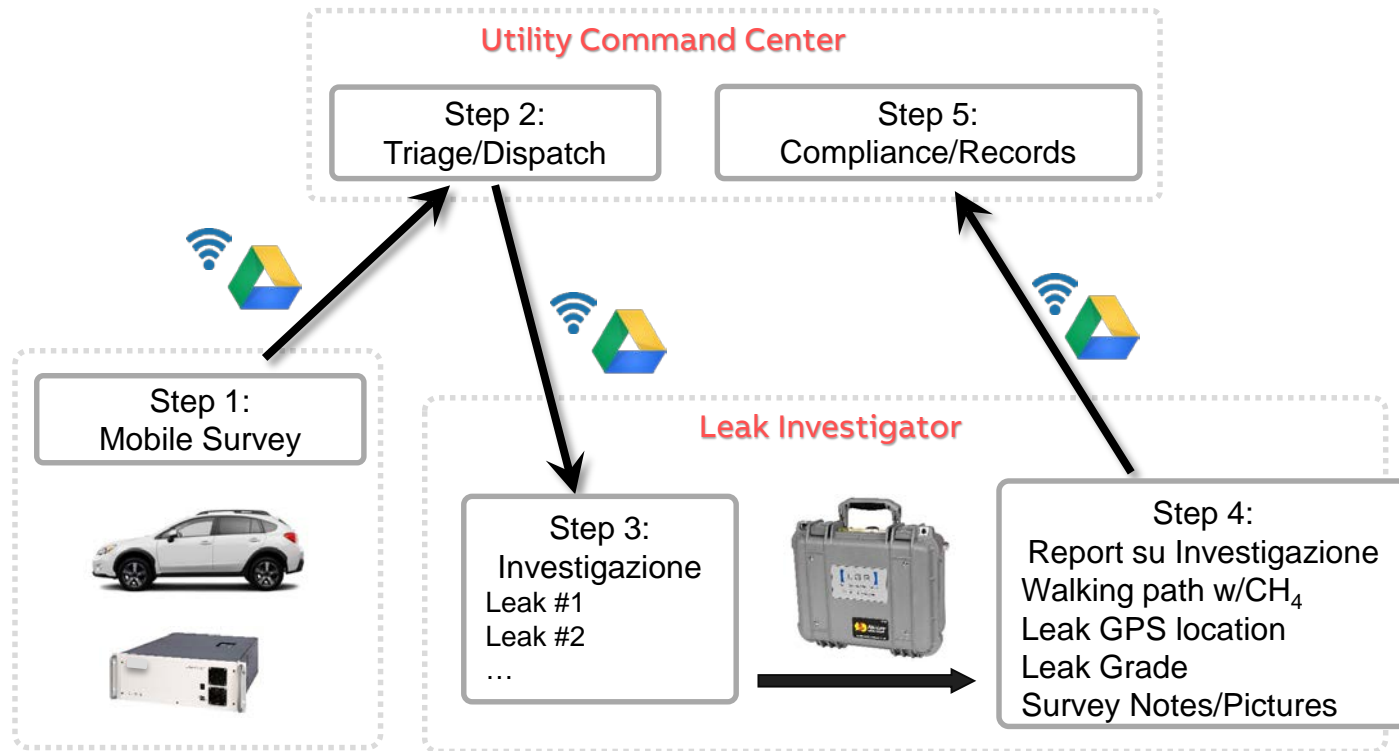 Utility Command Center
Step 2:
Triage/Dispatch
Step 5:
Compliance/Records
Step 1:
Mobile Survey
Leak Investigator
Step 3:
Investigazione
Leak #1
Leak #2
…
LGR
Step 4:
Report su Investigazione
Walking path w/CH₄
Leak GPS location
Leak Grade
Survey Notes/Pictures